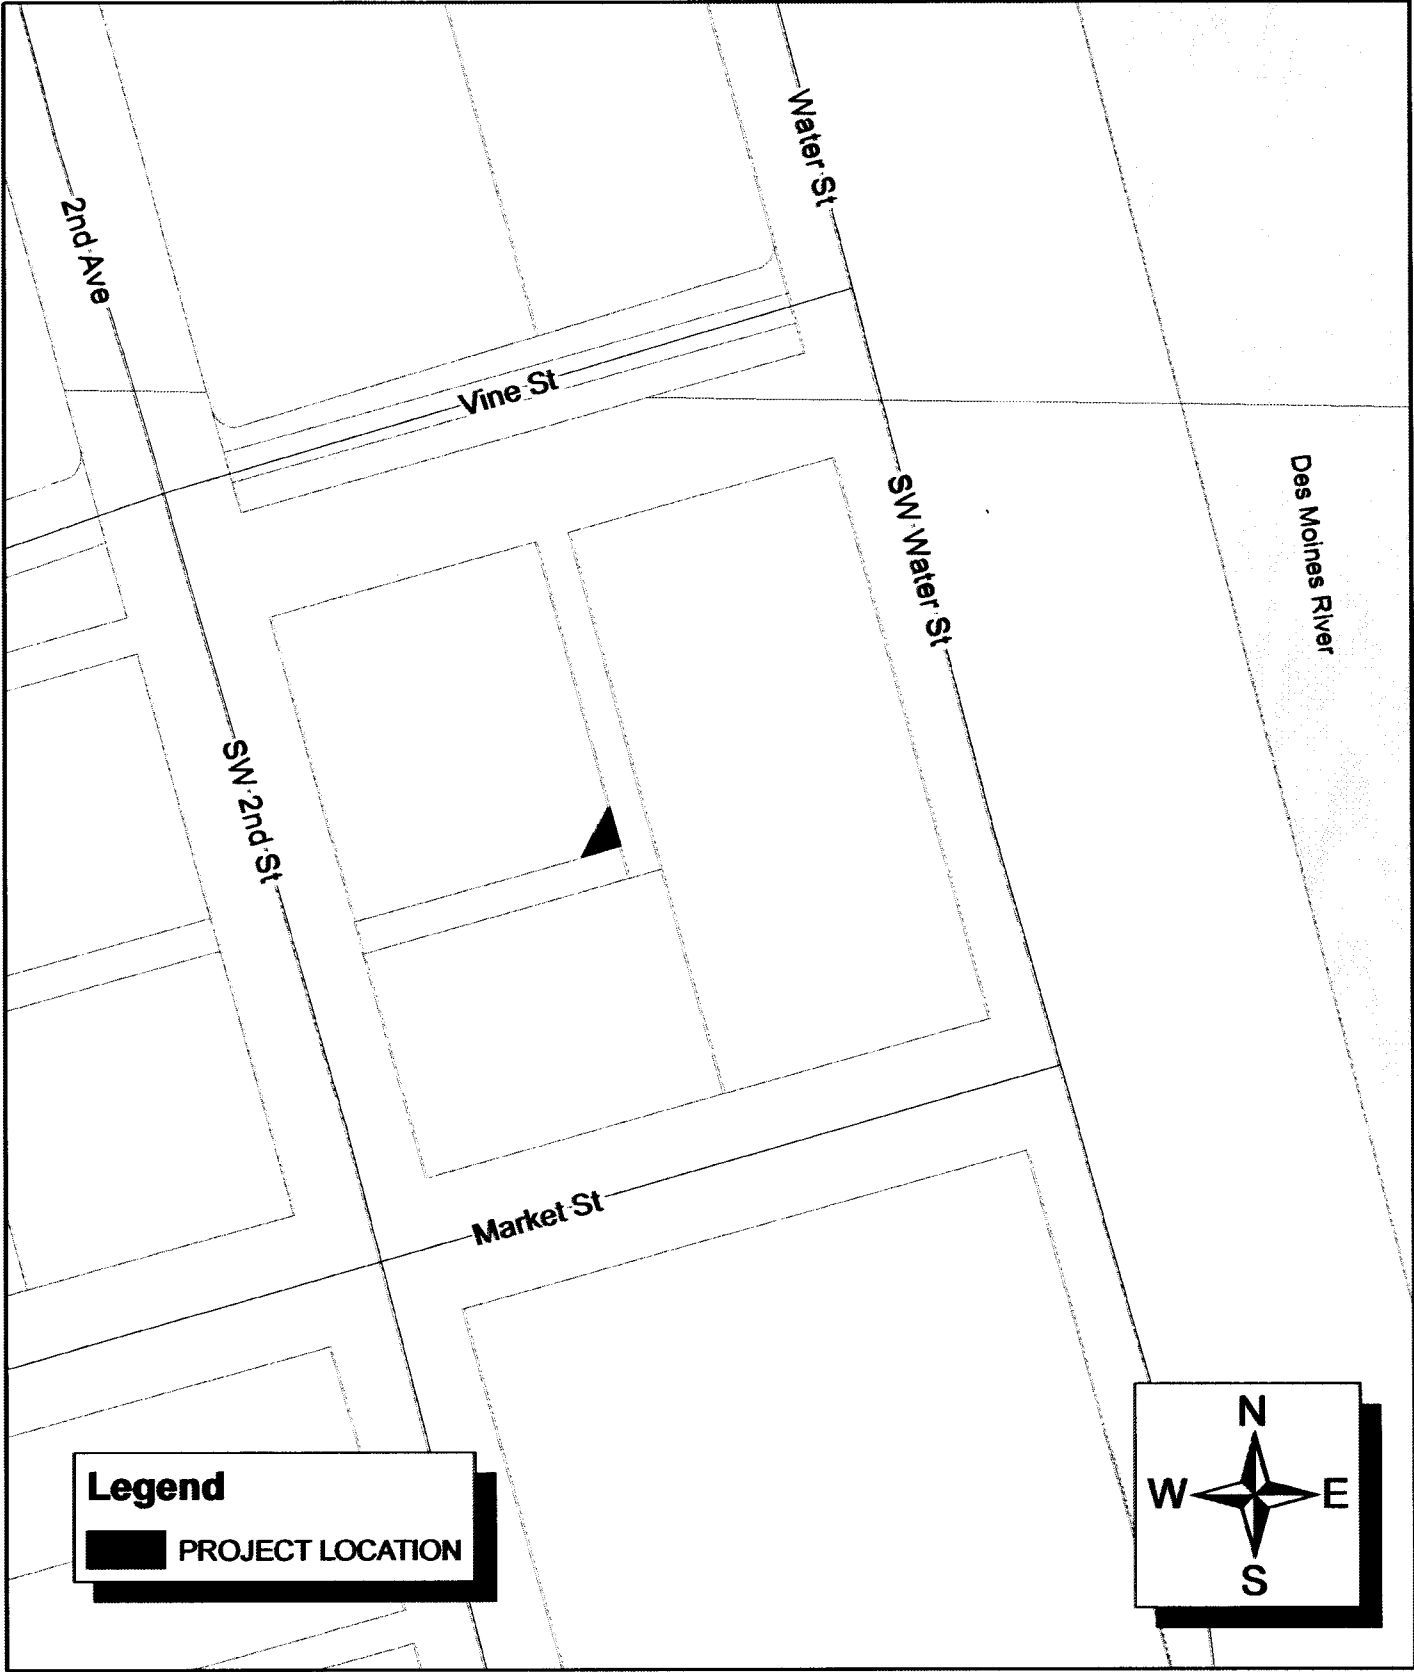 Water St
2nd Ave
Vine St
Des Moines River
SW Water St
SW 2nd St
Market St
N
W
E
S
Legend
PROJECT LOCATION